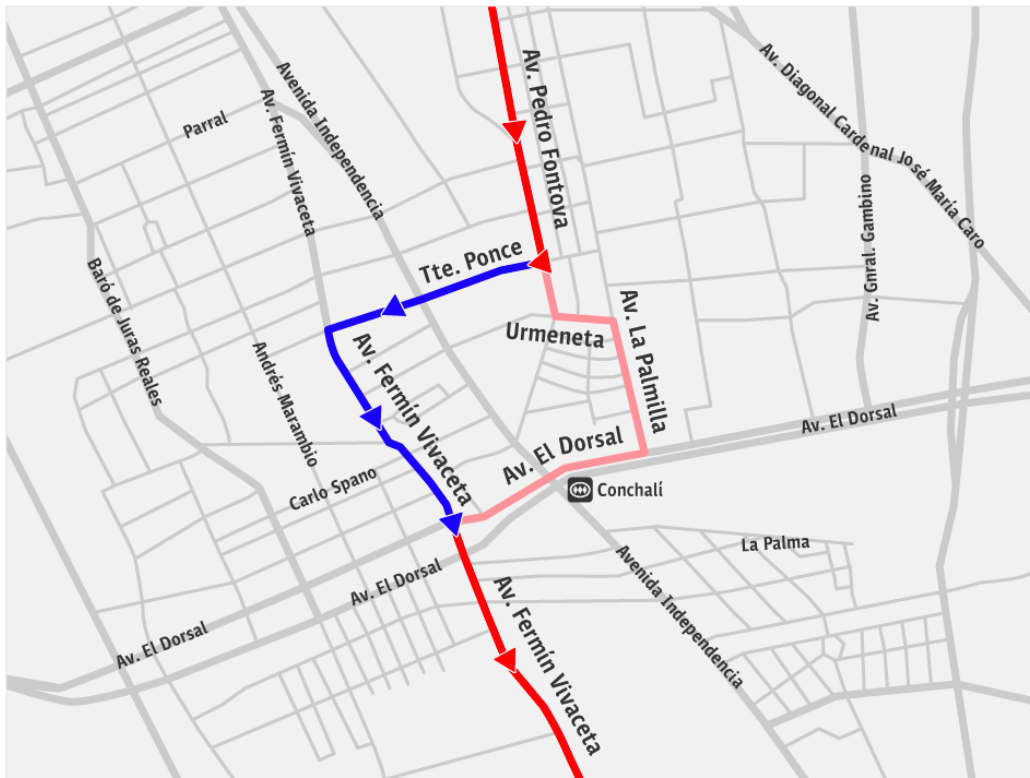 Av. Pedro Fontova
Av. Diagonal Cardenal José María Caro
Avenida Independencia
Av. Fermín Vivaceta
Parral
Av. Gnral. Gambino
Tte. Ponce
Baró de Juras Reales
Av. La Palmilla
Urmeneta
Av. Fermín Vivaceta
Andrés Marambio
Av. El Dorsal
Av. El Dorsal
Carlo Spano
Conchalí
La Palma
Avenida Independencia
Av. El Dorsal
Av. Fermín Vivaceta
Av. El Dorsal